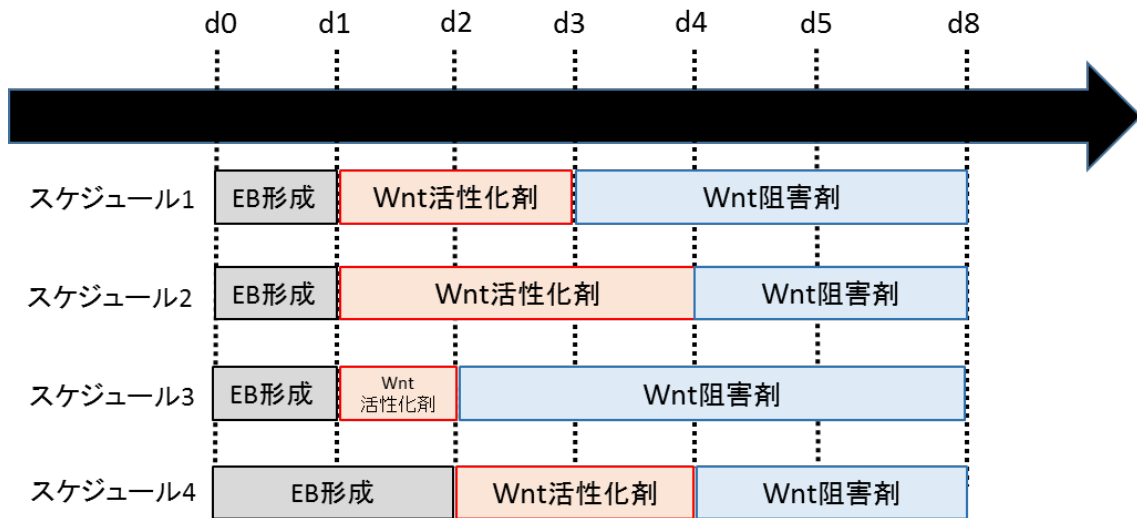 d0 d1 d2 d3 d4 d5 d8
スケジュール1 EB形成 Wnt活性化剤 Wnt阻害剤
スケジュール2 EB形成 Wnt活性化剤 Wnt阻害剤
スケジュール3 EB形成 Wnt
活性化剤 Wnt阻害剤
スケジュール4 EB形成 Wnt活性化剤 Wnt阻害剤